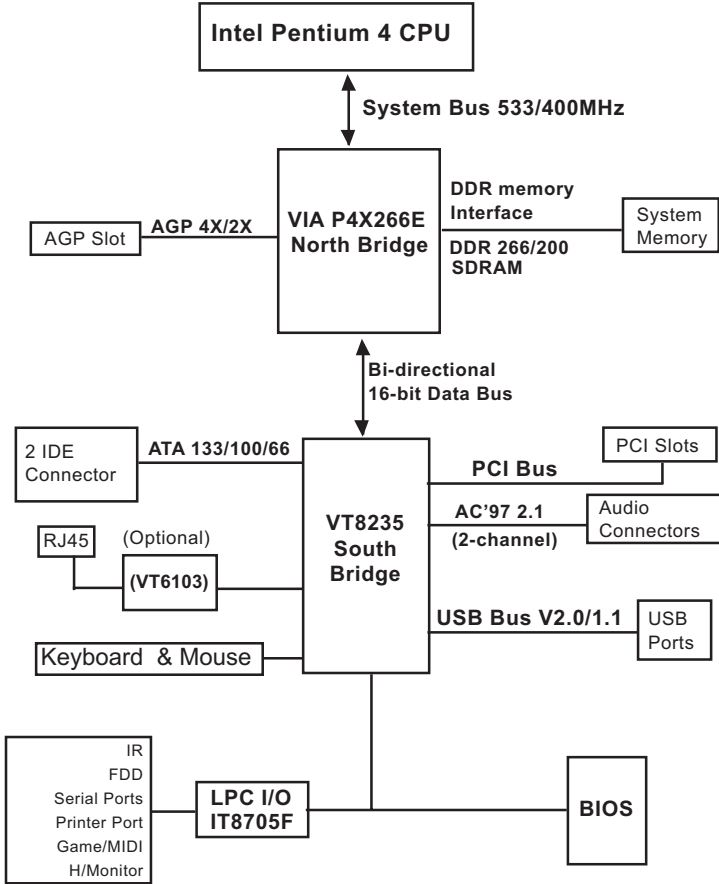 Intel Pentium 4 CPU
System Bus 533/400MHz
VIA P4X266E
North Bridge
AGP Slot
AGP 4X/2X
DDR memory
Interface
DDR 266/200
SDRAM
System
Memory
Bi-directional
16-bit Data Bus
2 IDE
Connector
ATA 133/100/66
VT8235
South
Bridge
PCI Bus
PCI Slots
AC'97 2.1
(2-channel)
Audio
Connectors
RJ45
(Optional)
(VT6103)
USB Bus V2.0/1.1
USB
Ports
Keyboard & Mouse
IR
FDD
Serial Ports
Printer Port
Game/MIDI
H/Monitor
LPC I/O
IT8705F
BIOS